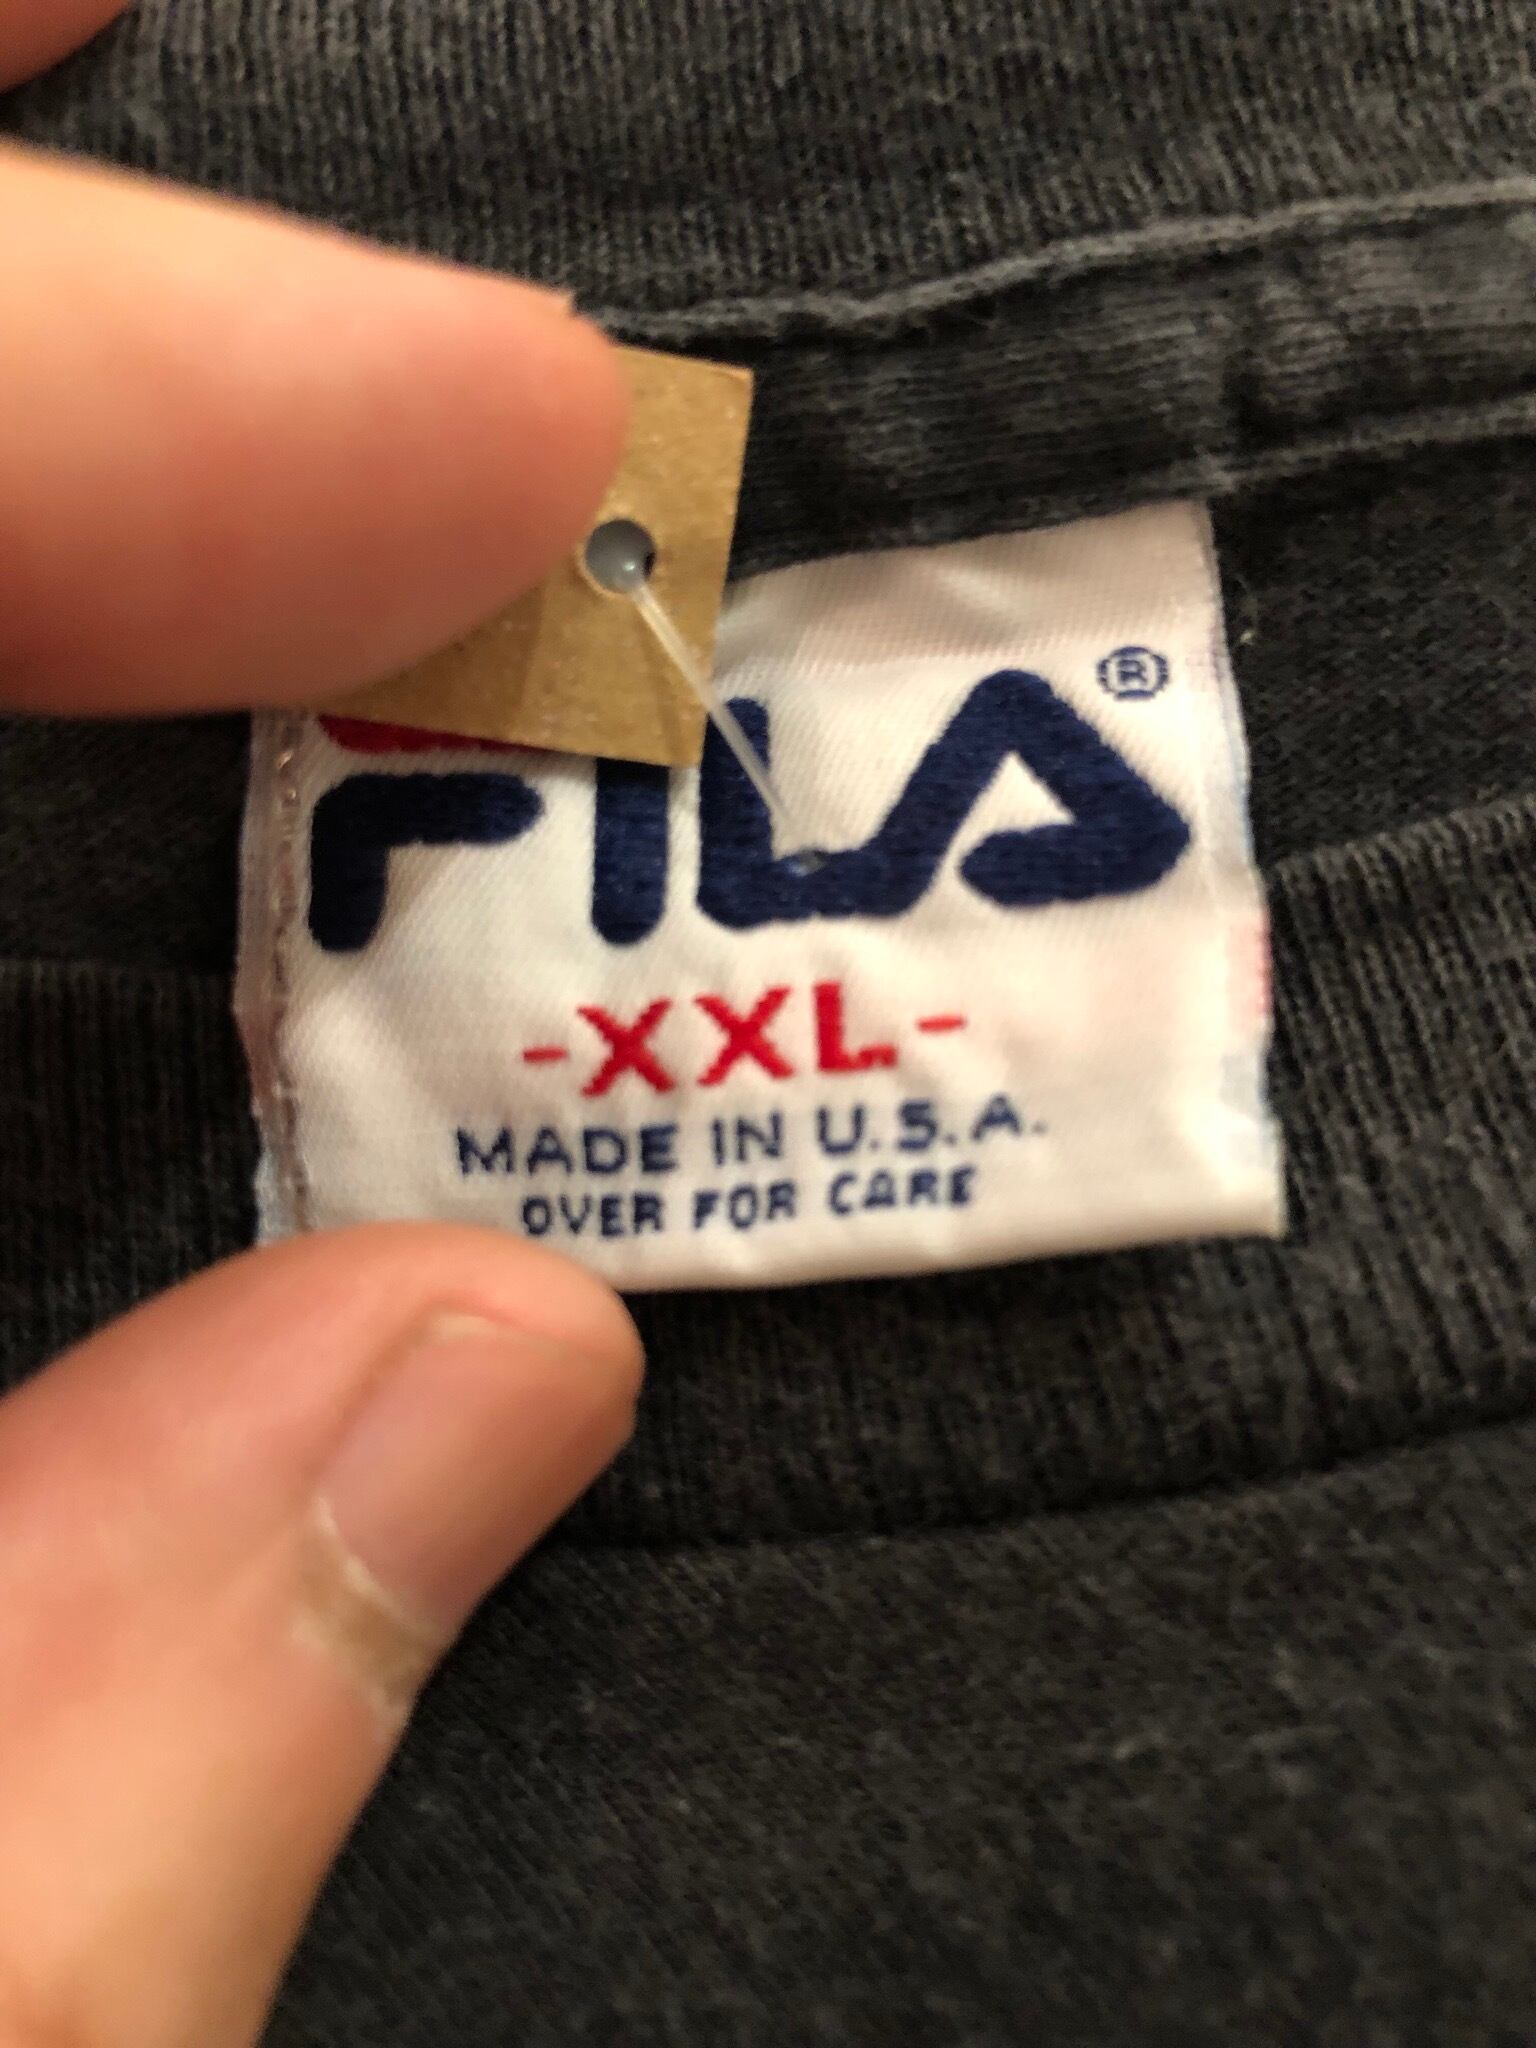 FILA®
-XXL-
MADE IN U.S.A.
OVER FOR CARE